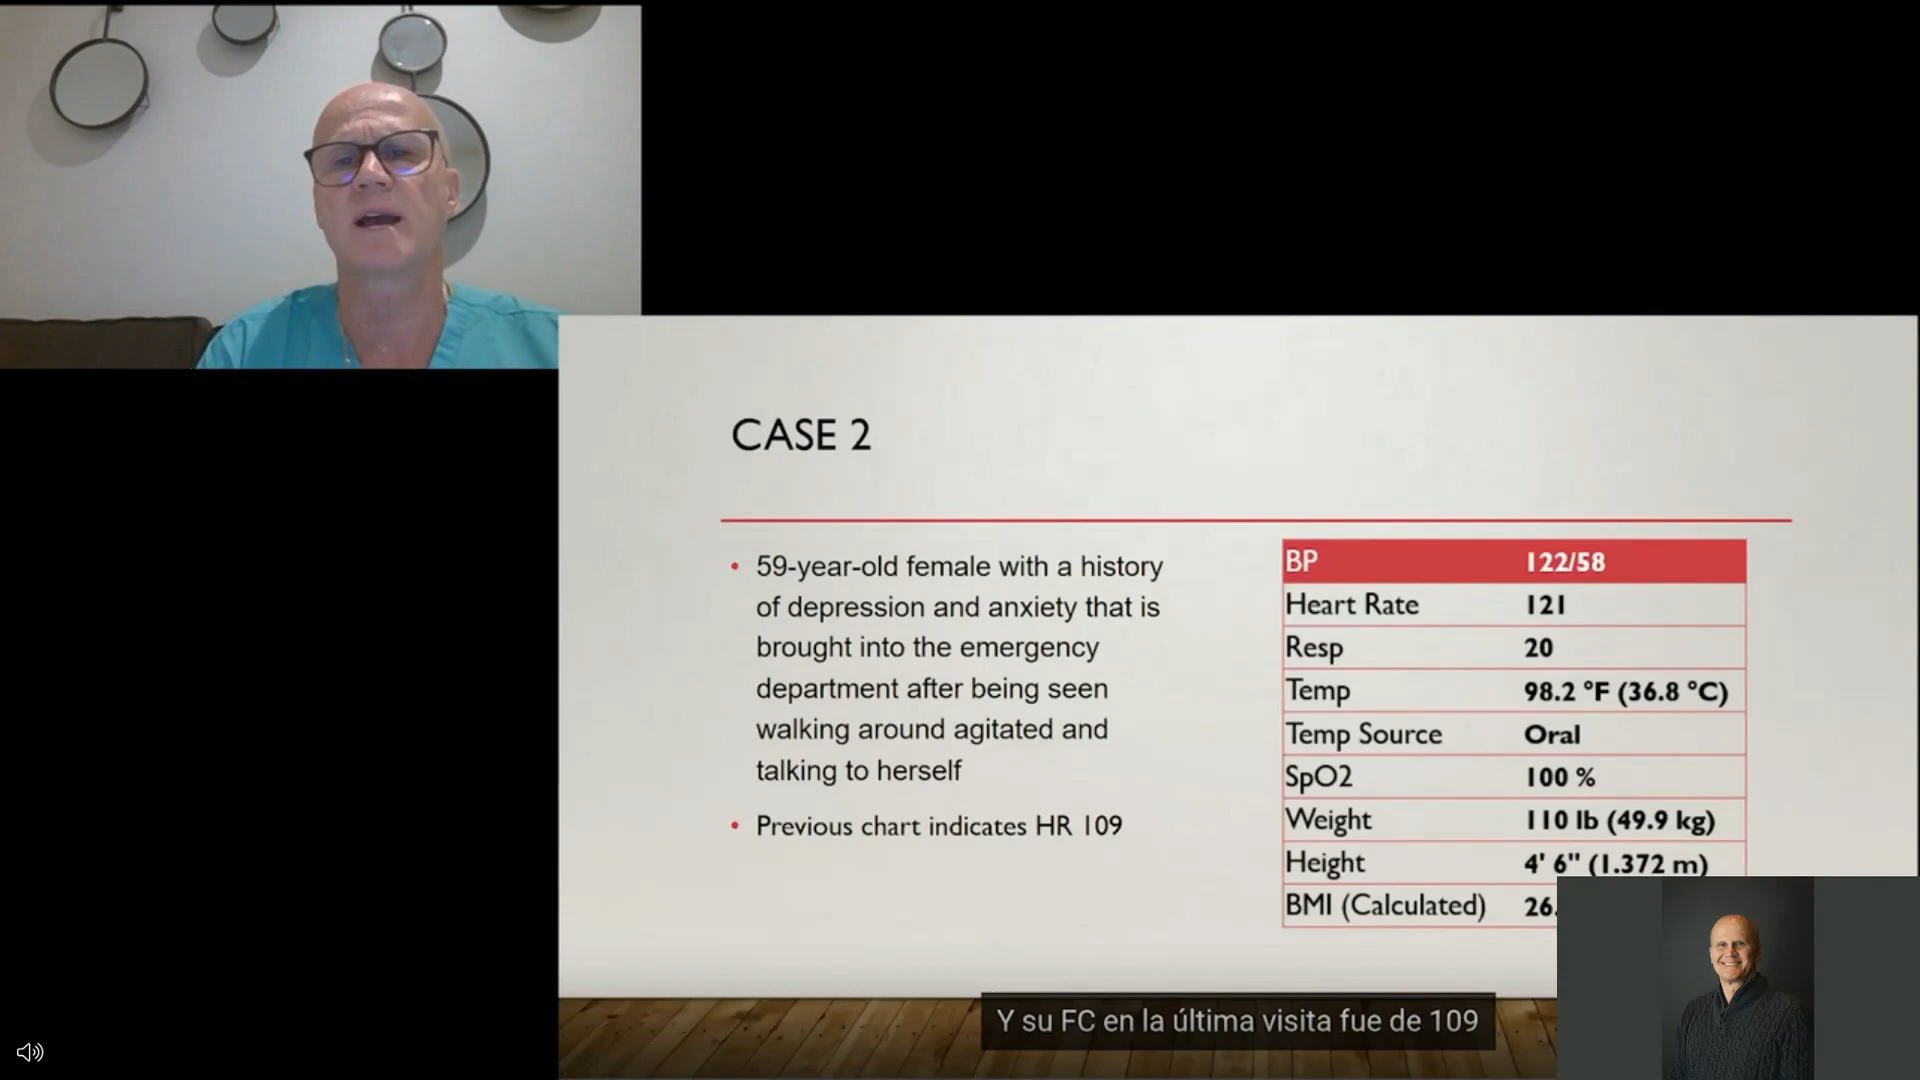 CASE 2
• 59-year-old female with a history
of depression and anxiety that is
brought into the emergency
department after being seen
walking around agitated and
talking to herself
• Previous chart indicates HR 109
BP 122/58
Heart Rate 121
Resp 20
Temp 98.2 °F (36.8 °C)
Temp Source Oral
SpO2 100 %
Weight 110 lb (49.9 kg)
Height 4' 6" (1.372 m)
BMI (Calculated) 26.
Y su FC en la última visita fue de 109